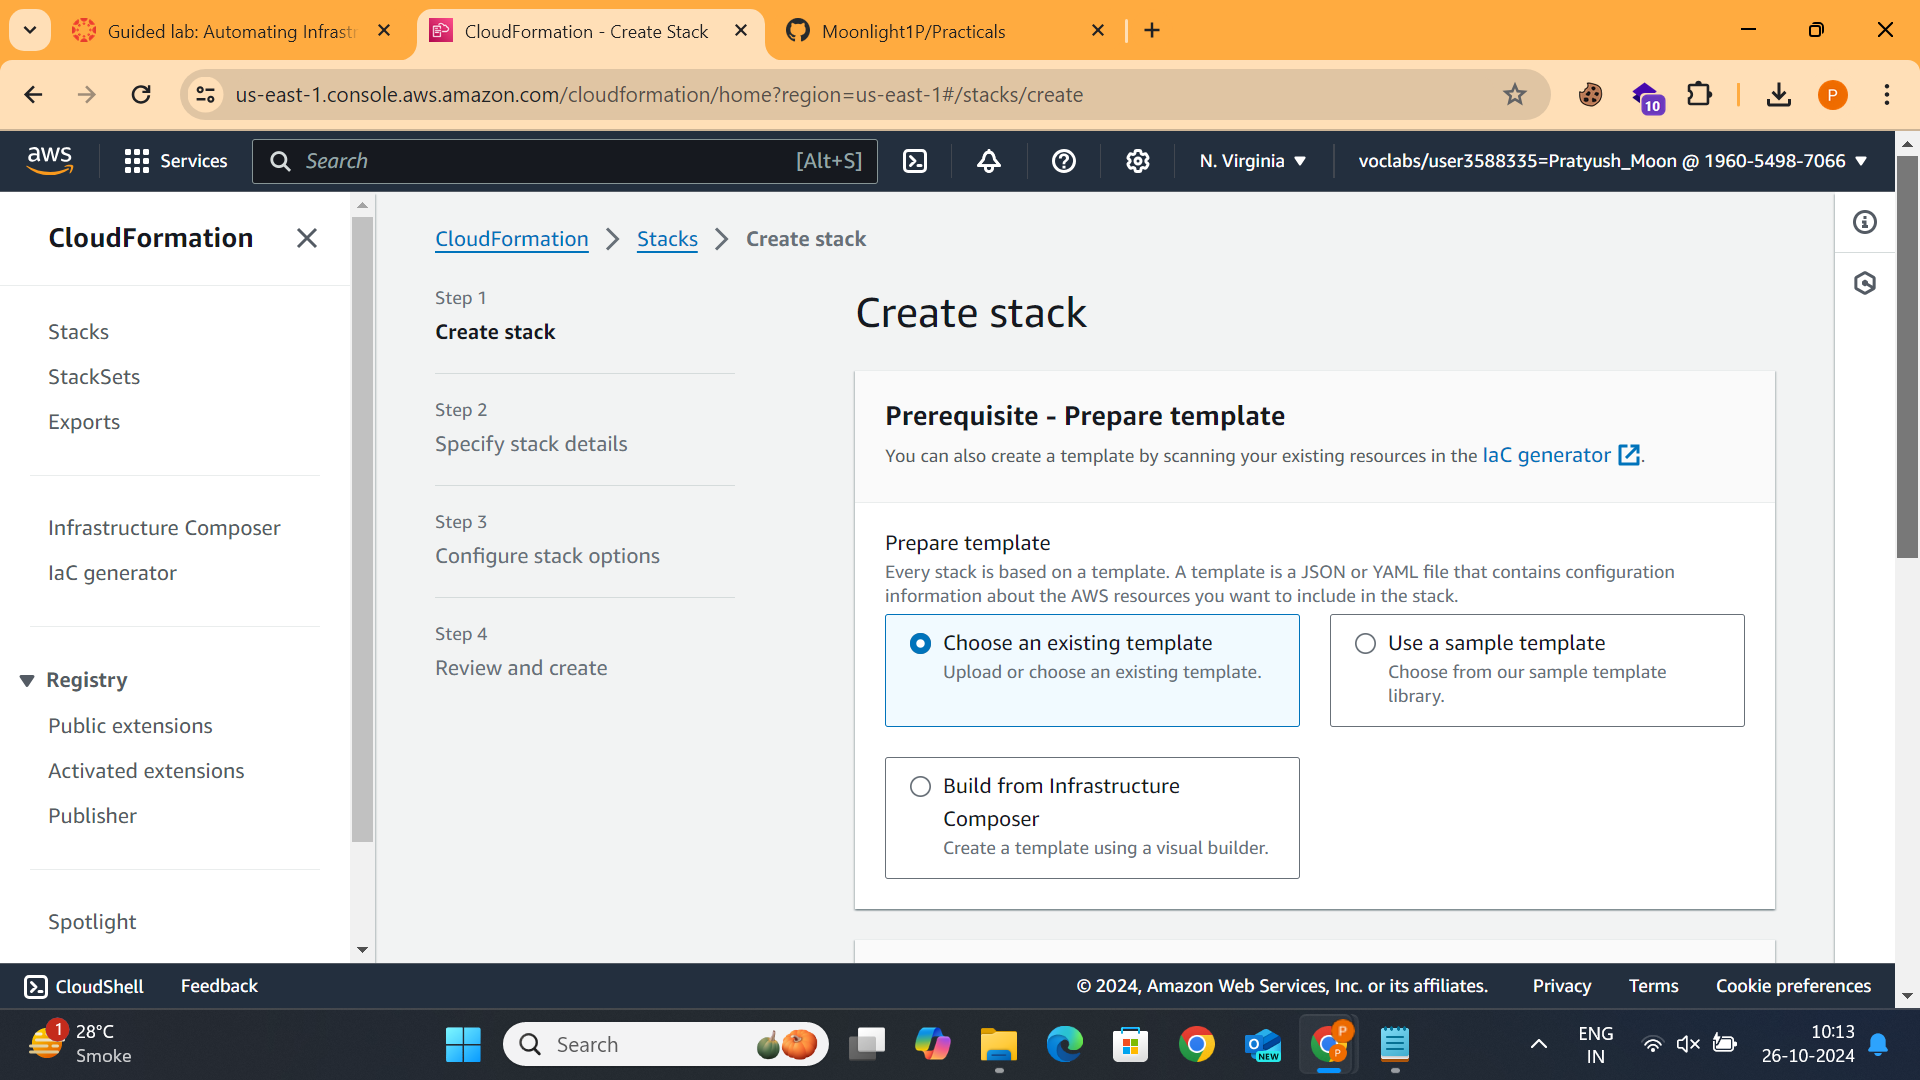 Guided lab: Automating Infrastr
CloudFormation - Create Stack
Moonlight1P/Practicals
us-east-1.console.aws.amazon.com/cloudformation/home?region=us-east-1#/stacks/create
10
P
aws
Services
Search
[Alt+S]
N. Virginia
voclabs/user3588335=Pratyush_Moon @ 1960-5498-7066
CloudFormation
Stacks
StackSets
Exports
Infrastructure Composer
IaC generator
Registry
Public extensions
Activated extensions
Publisher
Spotlight
CloudFormation
Stacks
Create stack
Step 1
Create stack
Step 2
Specify stack details
Step 3
Configure stack options
Step 4
Review and create
Create stack
Prerequisite - Prepare template
You can also create a template by scanning your existing resources in the IaC generator.
Prepare template
Every stack is based on a template. A template is a JSON or YAML file that contains configuration
information about the AWS resources you want to include in the stack.
Choose an existing template
Upload or choose an existing template.
Use a sample template
Choose from our sample template
library.
Build from Infrastructure
Composer
Create a template using a visual builder.
CloudShell
Feedback
© 2024, Amazon Web Services, Inc. or its affiliates.
Privacy
Terms
Cookie preferences
1
28°C
Smoke
Search
NEW
P
P
ENG
IN
10:13
26-10-2024